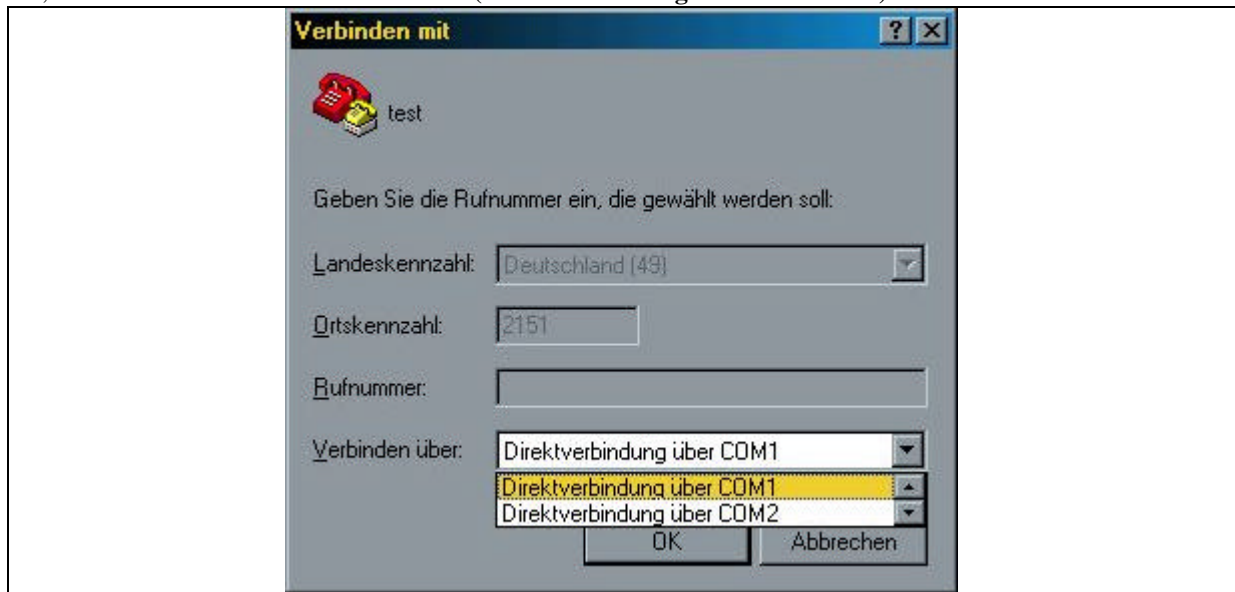 Verbinden mit
test
Geben Sie die Rufnummer ein, die gewählt werden soll:
Landeskennzahl: Deutschland (49)
Ortskennzahl: 2151
Rufnummer:
Verbinden über: Direktverbindung über COM1
Direktverbindung über COM1
Direktverbindung über COM2
OK Abbrechen